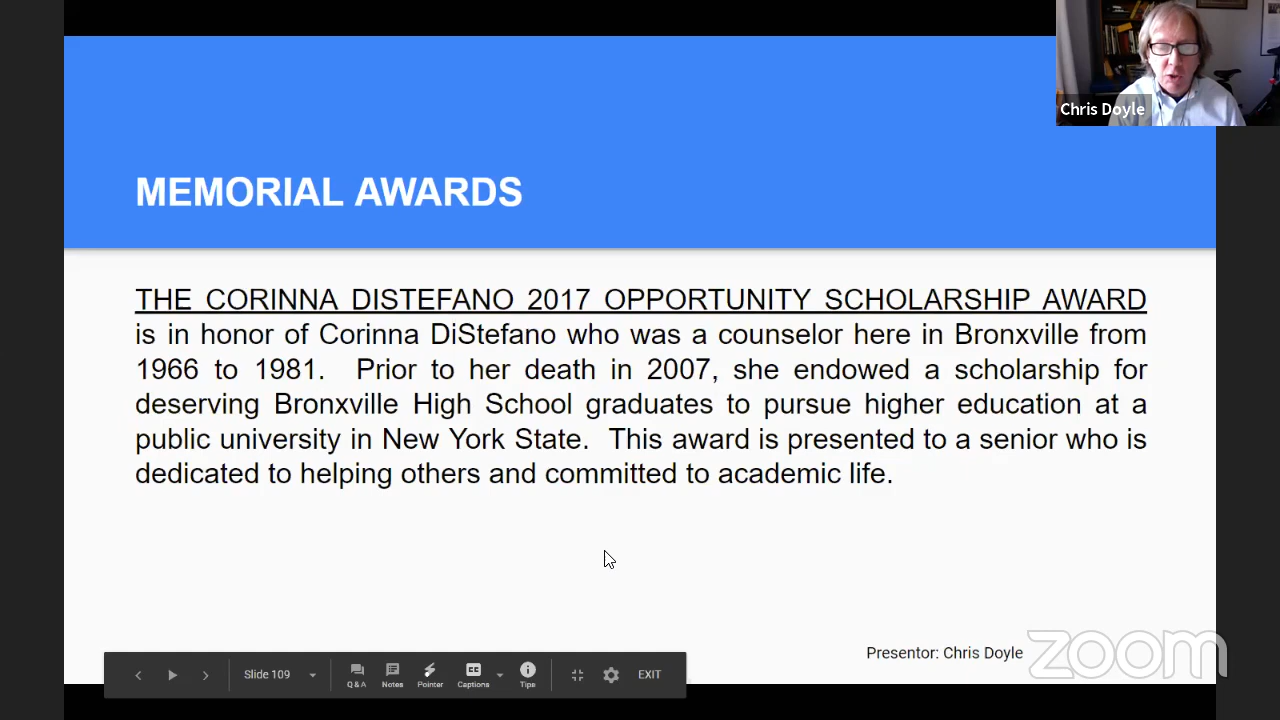 Chris Doyle
MEMORIAL AWARDS
THE CORINNA DISTEFANO 2017 OPPORTUNITY SCHOLARSHIP AWARD
is in honor of Corinna DiStefano who was a counselor here in Bronxville from
1966 to 1981. Prior to her death in 2007, she endowed a scholarship for
deserving Bronxville High School graduates to pursue higher education at a
public university in New York State. This award is presented to a senior who is
dedicated to helping others and committed to academic life.
Presentor: Chris Doyle
zoom
Slide 109
CC
Q & A
Notes
Pointer
Captions
Tips
EXIT